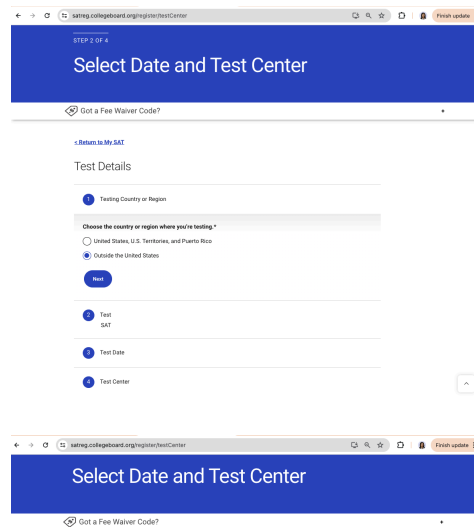 satreg.collegeboard.org/register/testCenter
Finish update
STEP 2 OF 4
Select Date and Test Center
Got a Fee Waiver Code?
+
< Return to My SAT
Test Details
1 Testing Country or Region
Choose the country or region where you're testing.*
United States, U.S. Territories, and Puerto Rico
Outside the United States
Next
2 Test
SAT
3 Test Date
4 Test Center
satreg.collegeboard.org/register/testCenter
Finish update
Select Date and Test Center
Got a Fee Waiver Code?
+